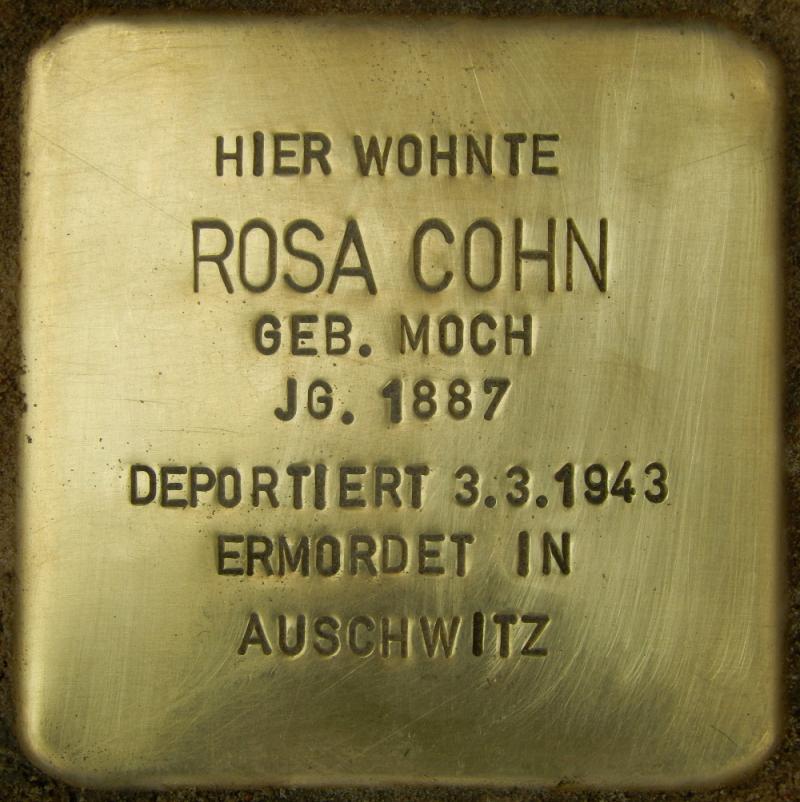 HIER WOHNTE
ROSA COHN
GEB. MOCH
JG. 1887
DEPORTIERT 3.3.1943
ERMORDET IN
AUSCHWITZ